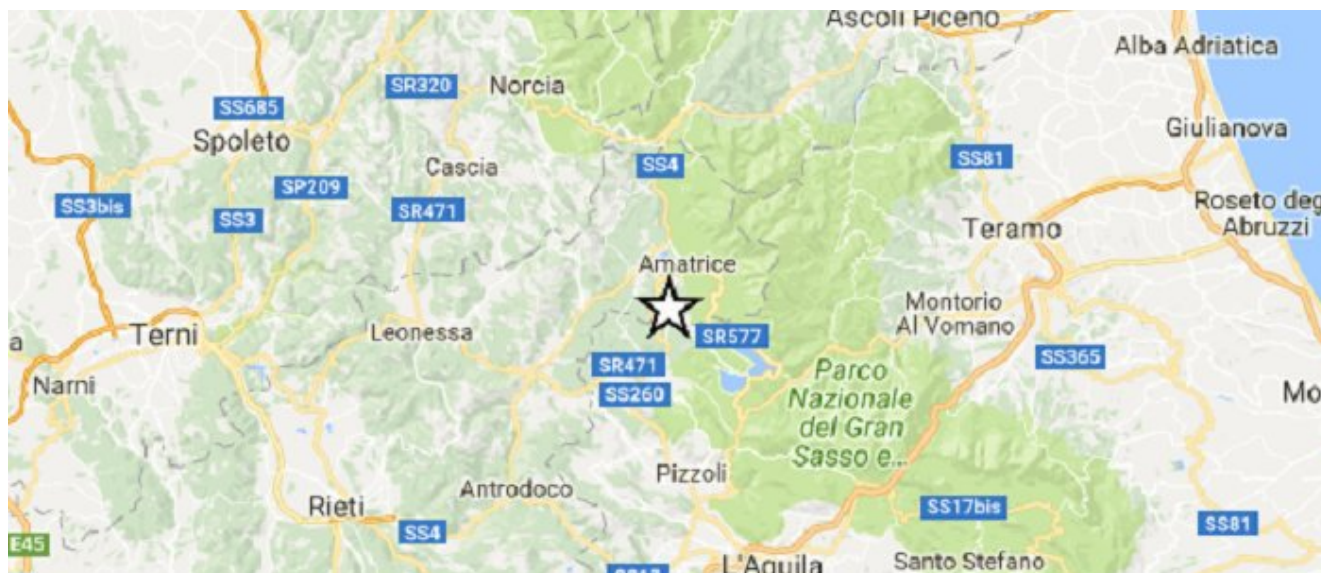 Ascoli Piceno
Alba Adriatica
SR320
Norcia
SS685
Giulianova
Spoleto
Cascia
SS4
SS81
SP209
SS3bis
SR471
SS3
Roseto deg
Abruzzi
Teramo
Amatrice
Montorio
Al Vomano
Terni
Leonessa
SR577
a
SS365
SR471
Narni
SS260
Parco
Nazionale
del Gran
Sasso e...
Mo
Pizzoli
Antrodoco
Rieti
SS17bis
SS4
SS81
E45
L'Aquila
Santo Stefano